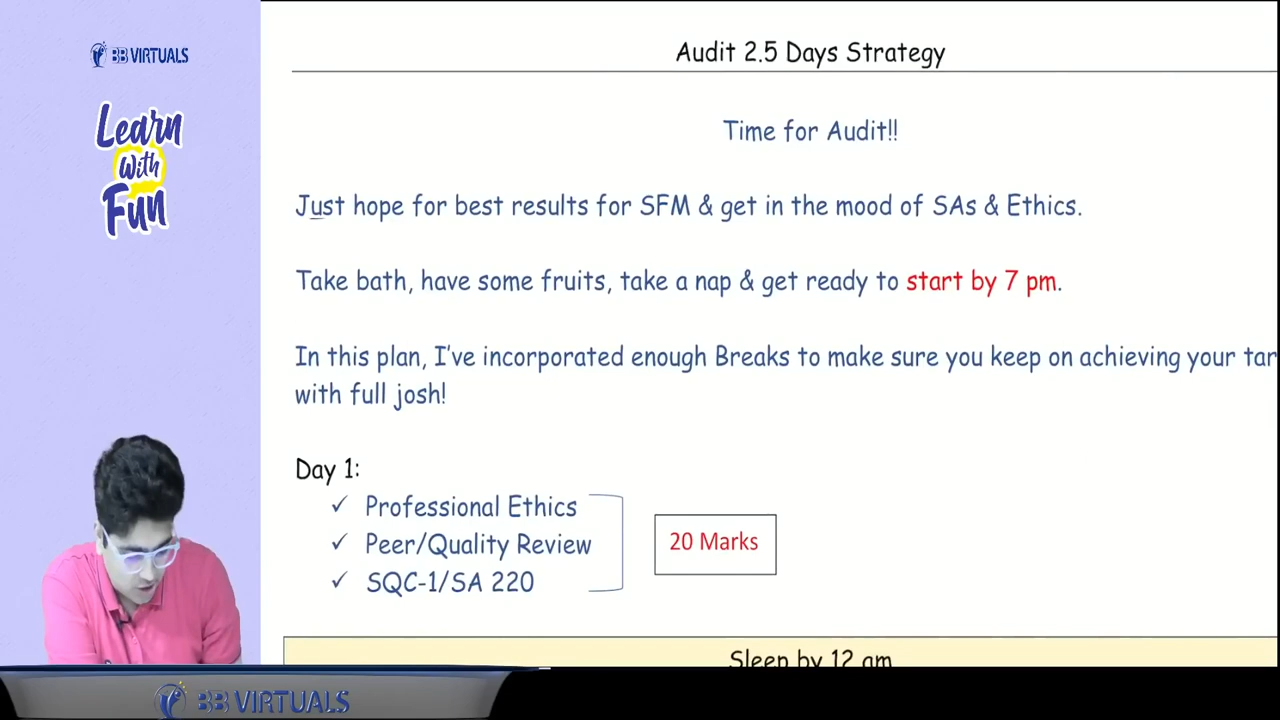 BB VIRTUALS
Learn
With
Fun
Audit 2.5 Days Strategy
Time for Audit!!
Just hope for best results for SFM & get in the mood of SAs & Ethics.
Take bath, have some fruits, take a nap & get ready to start by 7 pm.
In this plan, I've incorporated enough Breaks to make sure you keep on achieving your tar
with full josh!
Day 1:
✓ Professional Ethics
✓ Peer/Quality Review
✓ SQC-1/SA 220
20 Marks
Sleep by 12 am
BB VIRTUALS